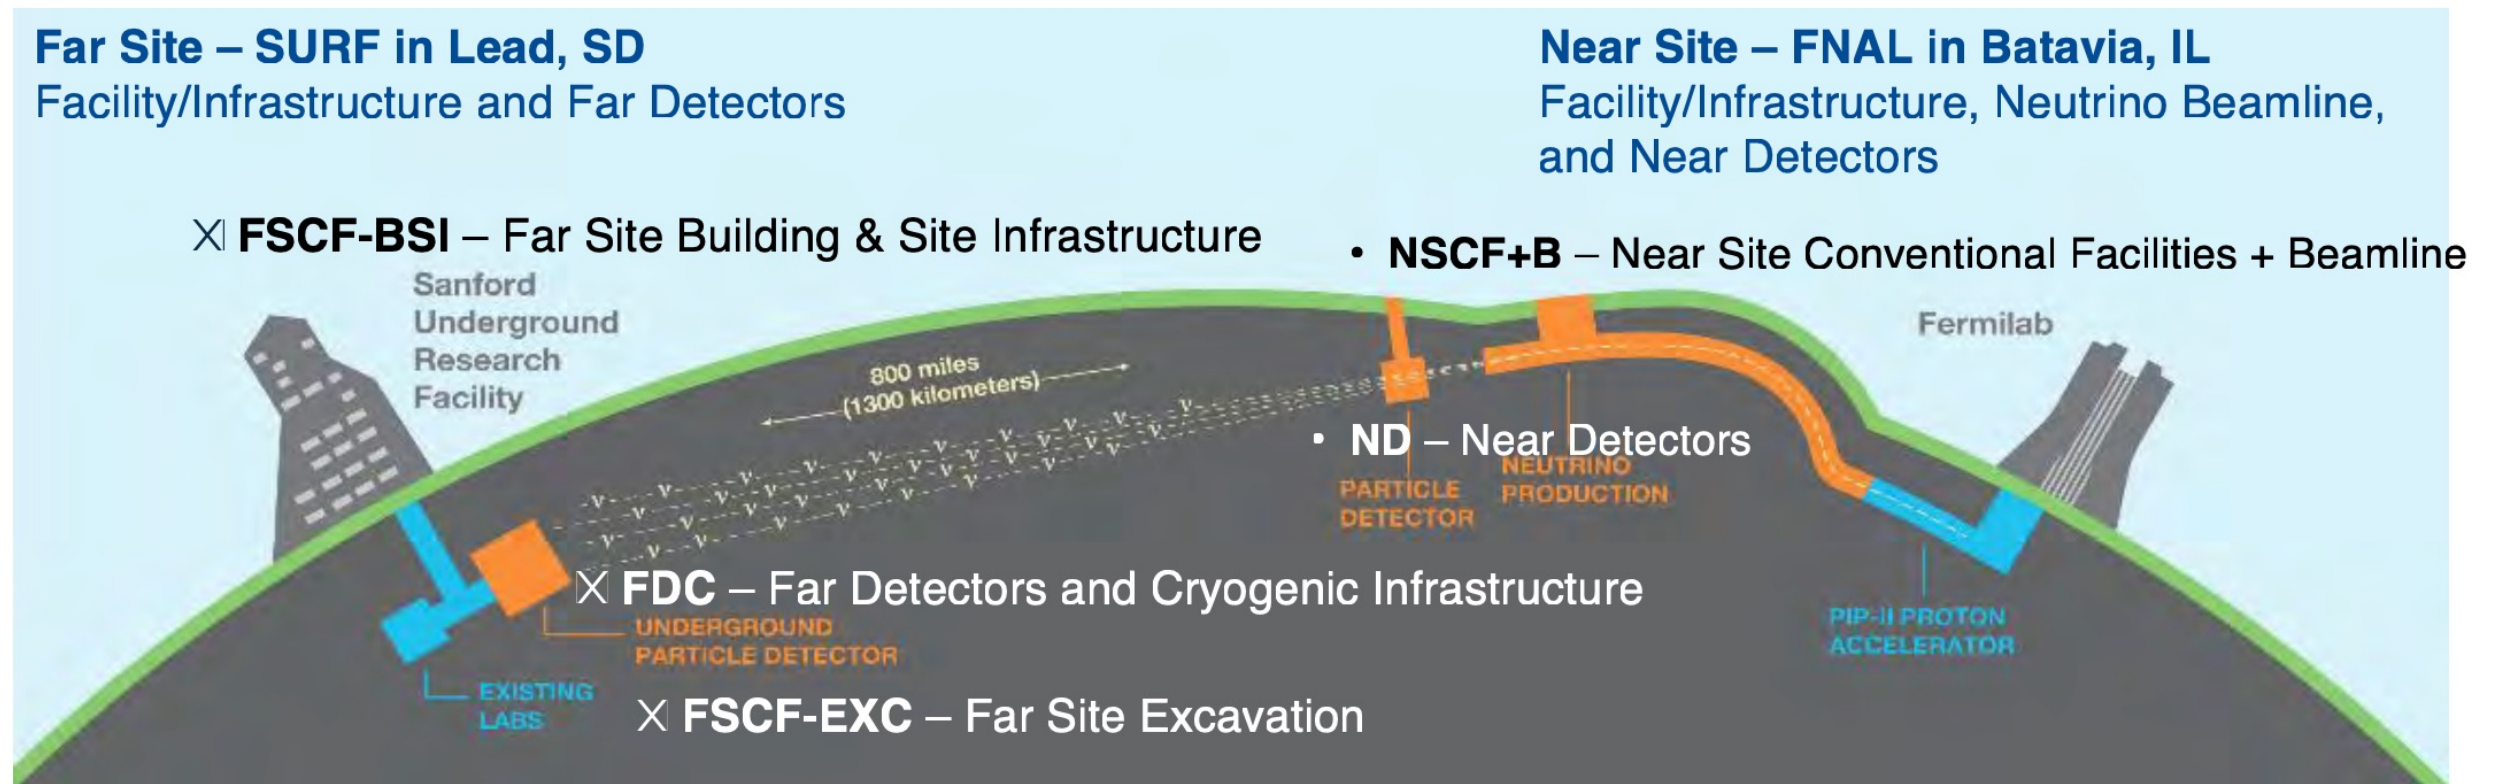 Far Site – SURF in Lead, SD
Facility/Infrastructure and Far Detectors
Near Site – FNAL in Batavia, IL
Facility/Infrastructure, Neutrino Beamline,
and Near Detectors
FSCF-BSI – Far Site Building & Site Infrastructure
• NSCF+B – Near Site Conventional Facilities + Beamline
Sanford
Underground
Research
Facility
Fermilab
800 miles
(1300 kilometers)
• ND – Near Detectors
PARTICLE
DETECTOR
NEUTRINO
PRODUCTION
FDC – Far Detectors and Cryogenic Infrastructure
UNDERGROUND
PARTICLE DETECTOR
PIP-II PROTON
ACCELERATOR
EXISTING
LABS
FSCF-EXC – Far Site Excavation